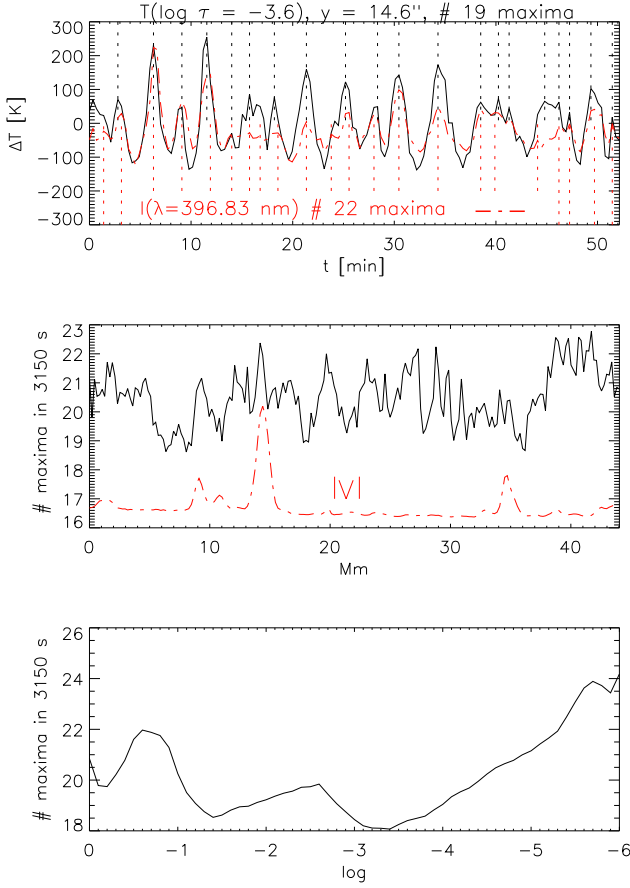 T(log τ = −3.6), y = 14.6", # 19 maxima
300
200
100
0
−100
−200
−300
ΔT [K]
I(λ=396.83 nm) # 22 maxima
0 10 20 30 40 50
t [min]
23
22
21
20
19
18
17
16
# maxima in 3150 s
|V|
0 10 20 30 40
Mm
26
24
22
20
18
# maxima in 3150 s
0 −1 −2 −3 −4 −5 −6
log